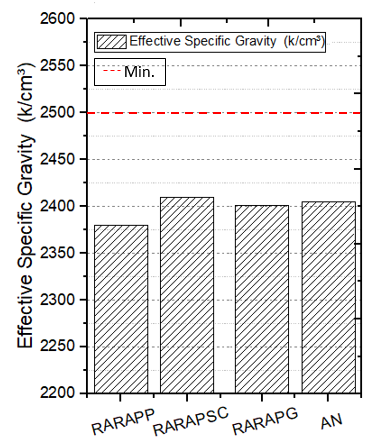 Effective Specific Gravity (k/cm³)
2600
2550
2500
2450
2400
2350
2300
2250
2200
Effective Specific Gravity (k/cm³)
Min.
RARAPP
RARAPSC
RARAPG
AN